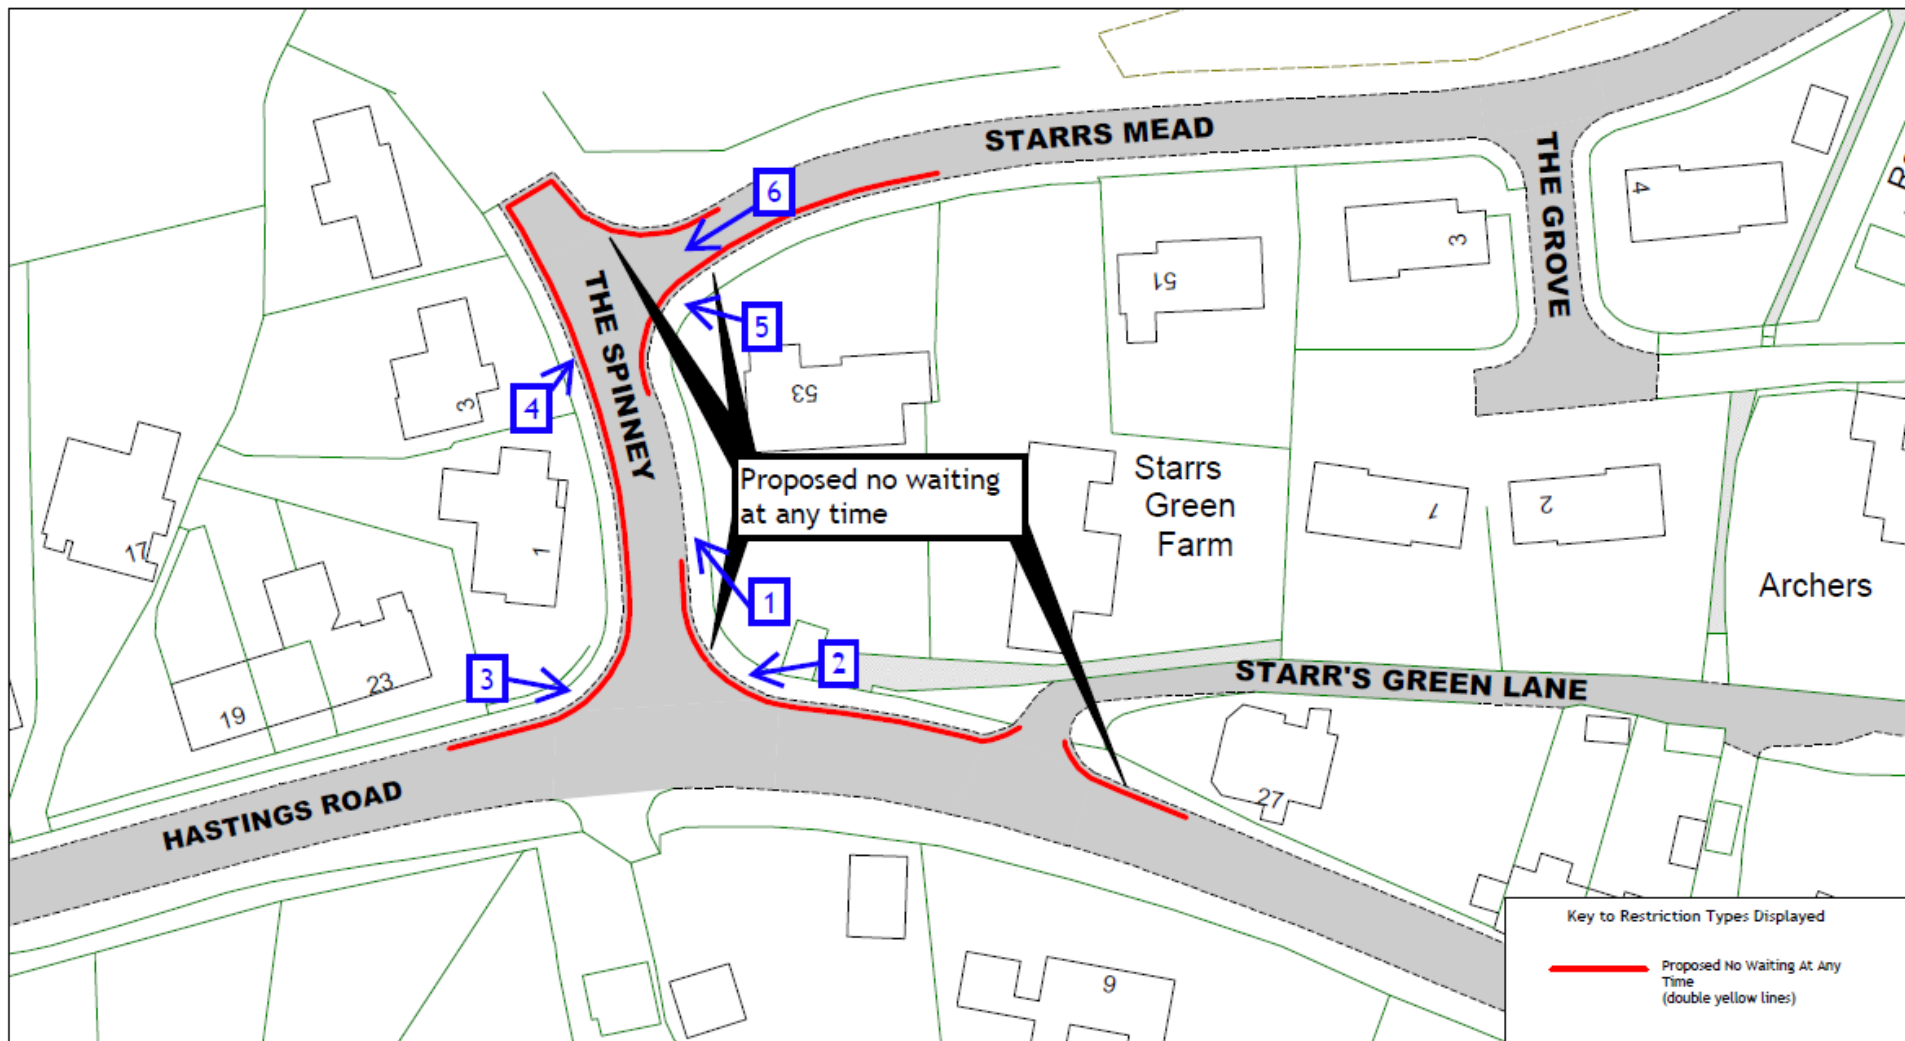 STARRS MEAD
THE GROVE
4
6
THE SPINNEY
51
3
5
53
3
4
Proposed no waiting
at any time
Starrs
Green
Farm
1
2
17
1
1
Archers
2
3
23
19
STARR'S GREEN LANE
HASTINGS ROAD
27
9
Key to Restriction Types Displayed
Proposed No Waiting At Any
Time
(double yellow lines)